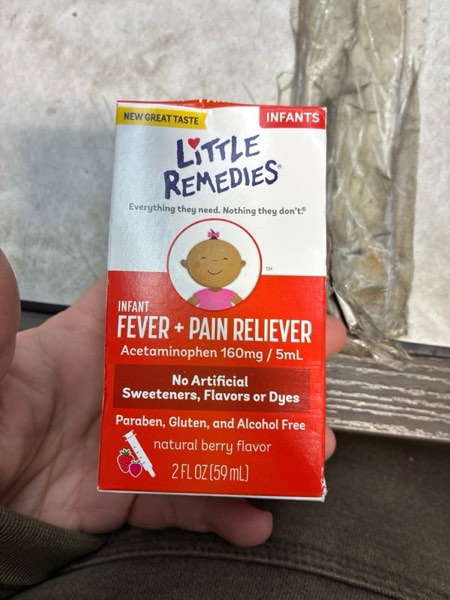 NEW GREAT TASTE
INFANTS
LiTTLE
REMEDIES®
Everything they need. Nothing they don't.®
TM
INFANT
FEVER + PAIN RELIEVER
Acetaminophen 160mg / 5mL
No Artificial
Sweeteners, Flavors or Dyes
Paraben, Gluten, and Alcohol Free
natural berry flavor
2 FL OZ (59 mL)